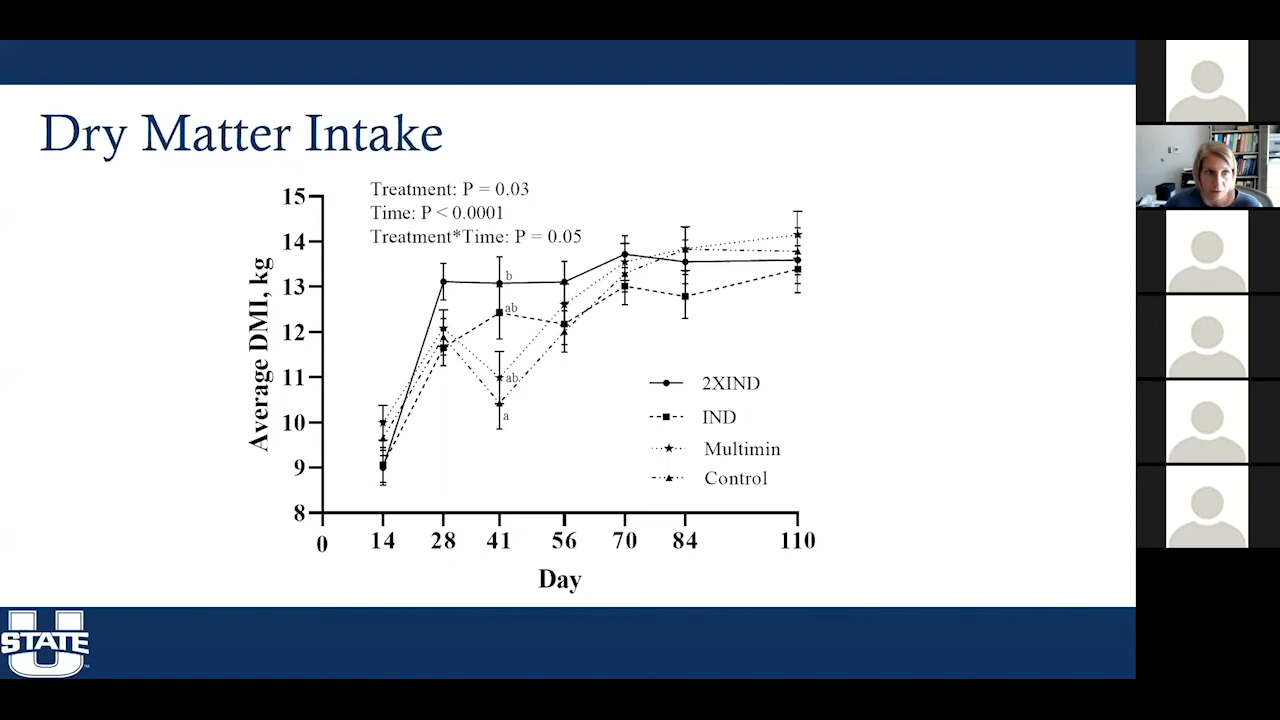 Dry Matter Intake
Treatment: P = 0.03
Time: P < 0.0001
Treatment*Time: P = 0.05
15
14
13
12
11
10
9
8
Average DMI, kg
b
ab
ab
a
2XIND
IND
Multimin
Control
0 14 28 41 56 70 84 110
Day
U
STATE
TM